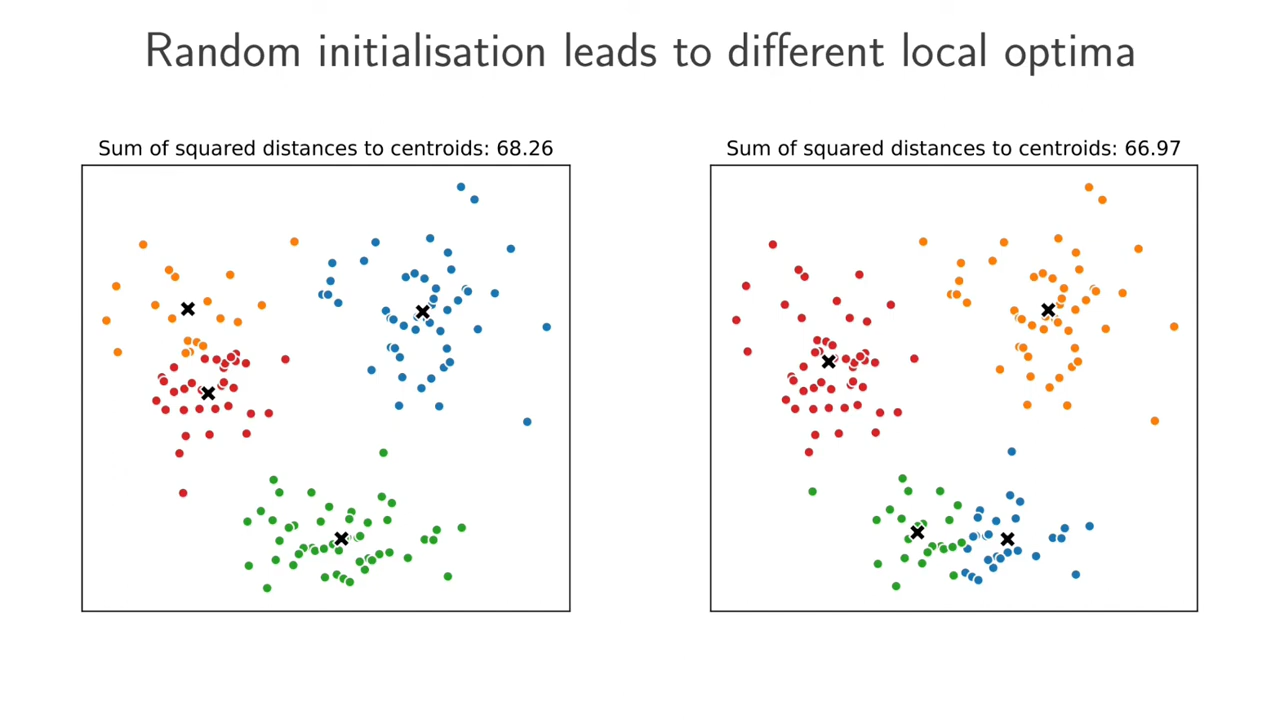 Random initialisation leads to different local optima
Sum of squared distances to centroids: 68.26
Sum of squared distances to centroids: 66.97